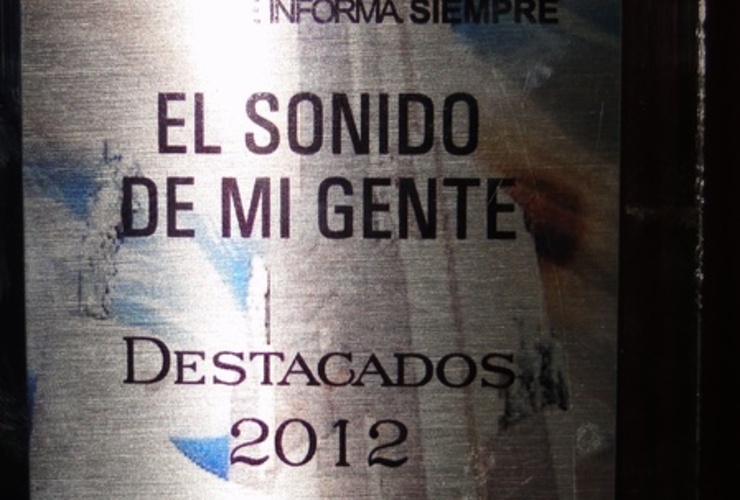 INFORMA SIEMPRE
EL SONIDO
DE MI GENTE
DESTACADOS
2012